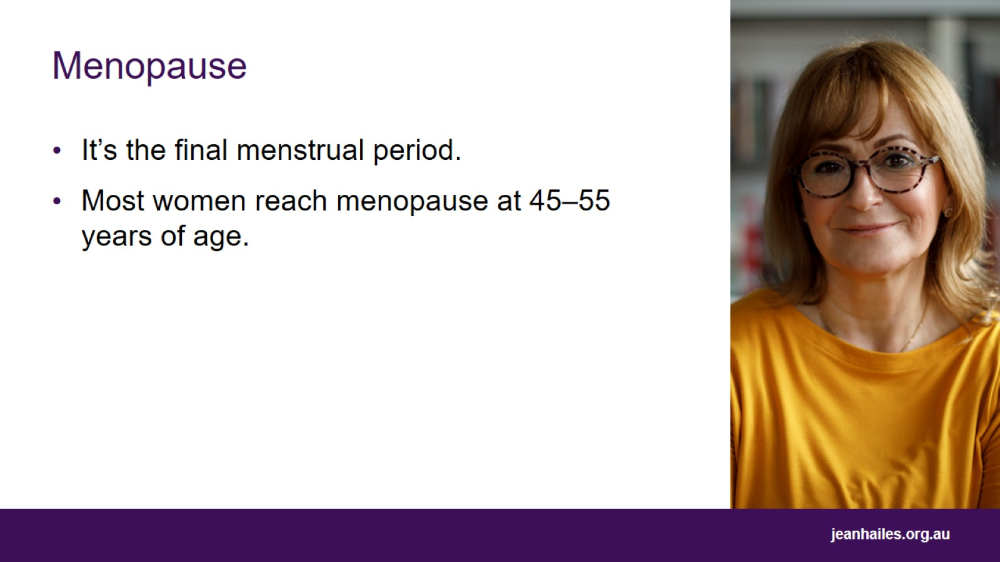 Menopause
• It’s the final menstrual period.
• Most women reach menopause at 45–55
years of age.
jeanhailes.org.au